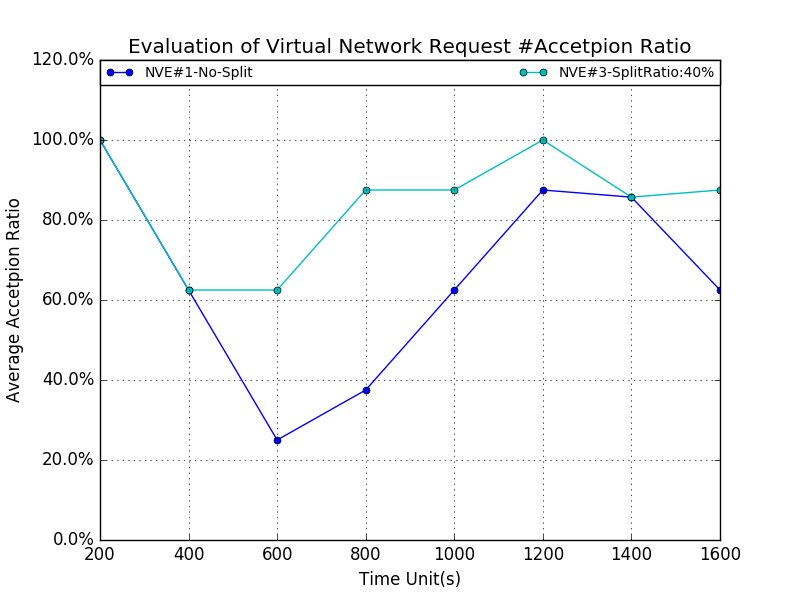 Evaluation of Virtual Network Request #Accetpion Ratio
NVE#1-No-Split NVE#3-SplitRatio:40%
120.0%
100.0%
80.0%
60.0%
40.0%
20.0%
0.0%
Average Accetpion Ratio
200 400 600 800 1000 1200 1400 1600
Time Unit(s)